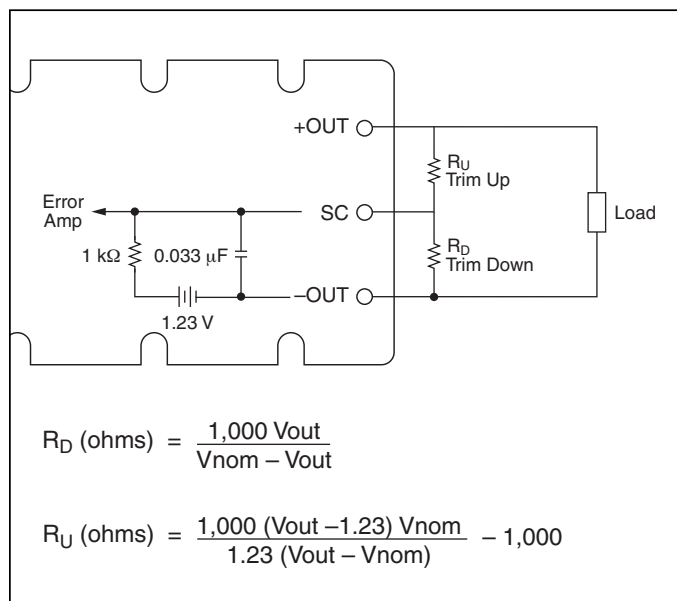 +OUT
R_U
Trim Up
Error
Amp
SC
Load
1 kΩ
0.033 µF
R_D
Trim Down
–OUT
1.23 V
R_D (ohms) = 1,000 Vout / Vnom – Vout
R_U (ohms) = 1,000 (Vout –1.23) Vnom / 1.23 (Vout – Vnom) – 1,000